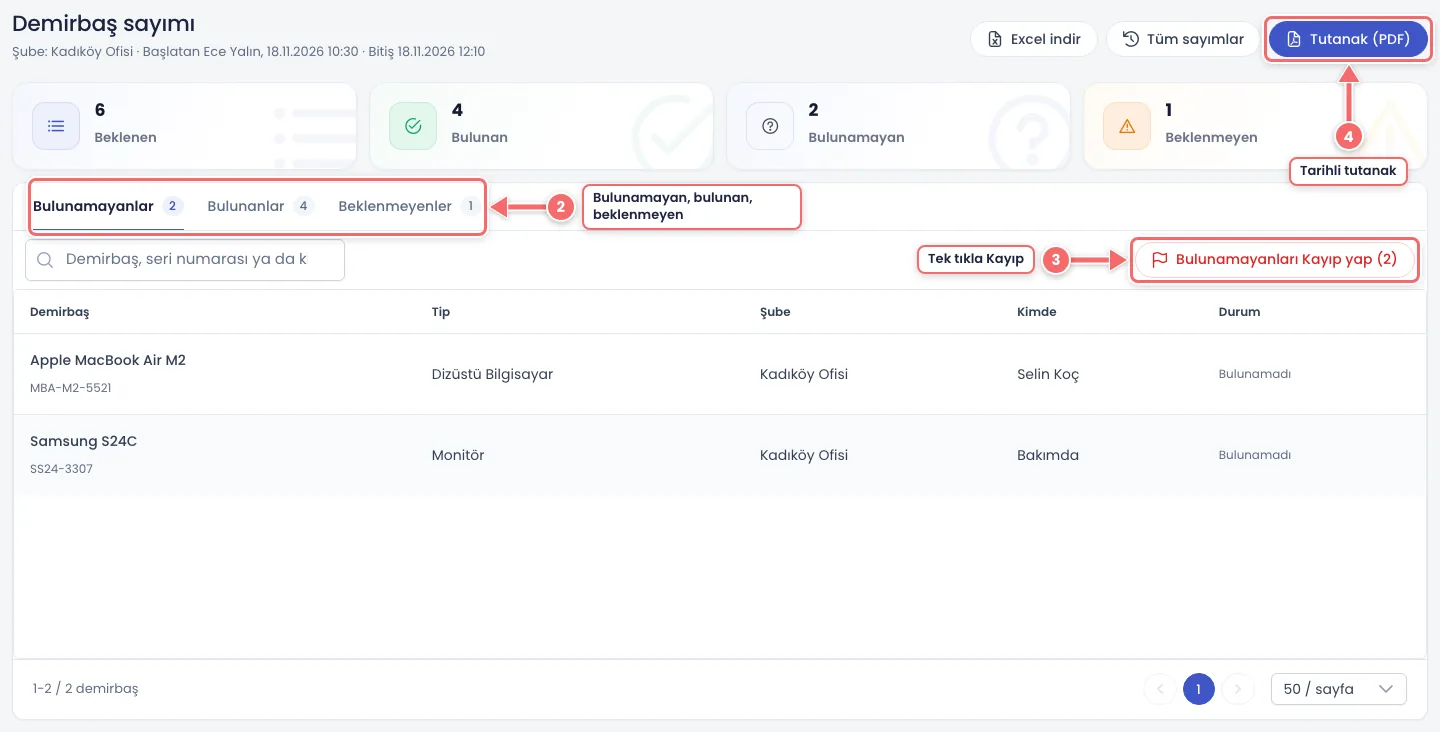 Demirbaş sayımı
Şube: Kadıköy Ofisi · Başlatan Ece Yalın, 18.11.2026 10:30 · Bitiş 18.11.2026 12:10
Excel indir
Tüm sayımlar
Tutanak (PDF)
6
Beklenen
4
Bulunan
2
Bulunamayan
1
Beklenmeyen
4
Tarihli tutanak
Bulunamayanlar 2
Bulunanlar 4
Beklenmeyenler 1
2
Bulunamayan, bulunan,
beklenmeyen
Demirbaş, seri numarası ya da k
Tek tıkla Kayıp
3
Bulunamayanları Kayıp yap (2)
Demirbaş Tip Şube Kimde Durum
Apple MacBook Air M2
MBA-M2-5521
Dizüstü Bilgisayar
Kadıköy Ofisi
Selin Koç
Bulunamadı
Samsung S24C
SS24-3307
Monitör
Kadıköy Ofisi
Bakımda
Bulunamadı
1-2 / 2 demirbaş
1
50 / sayfa